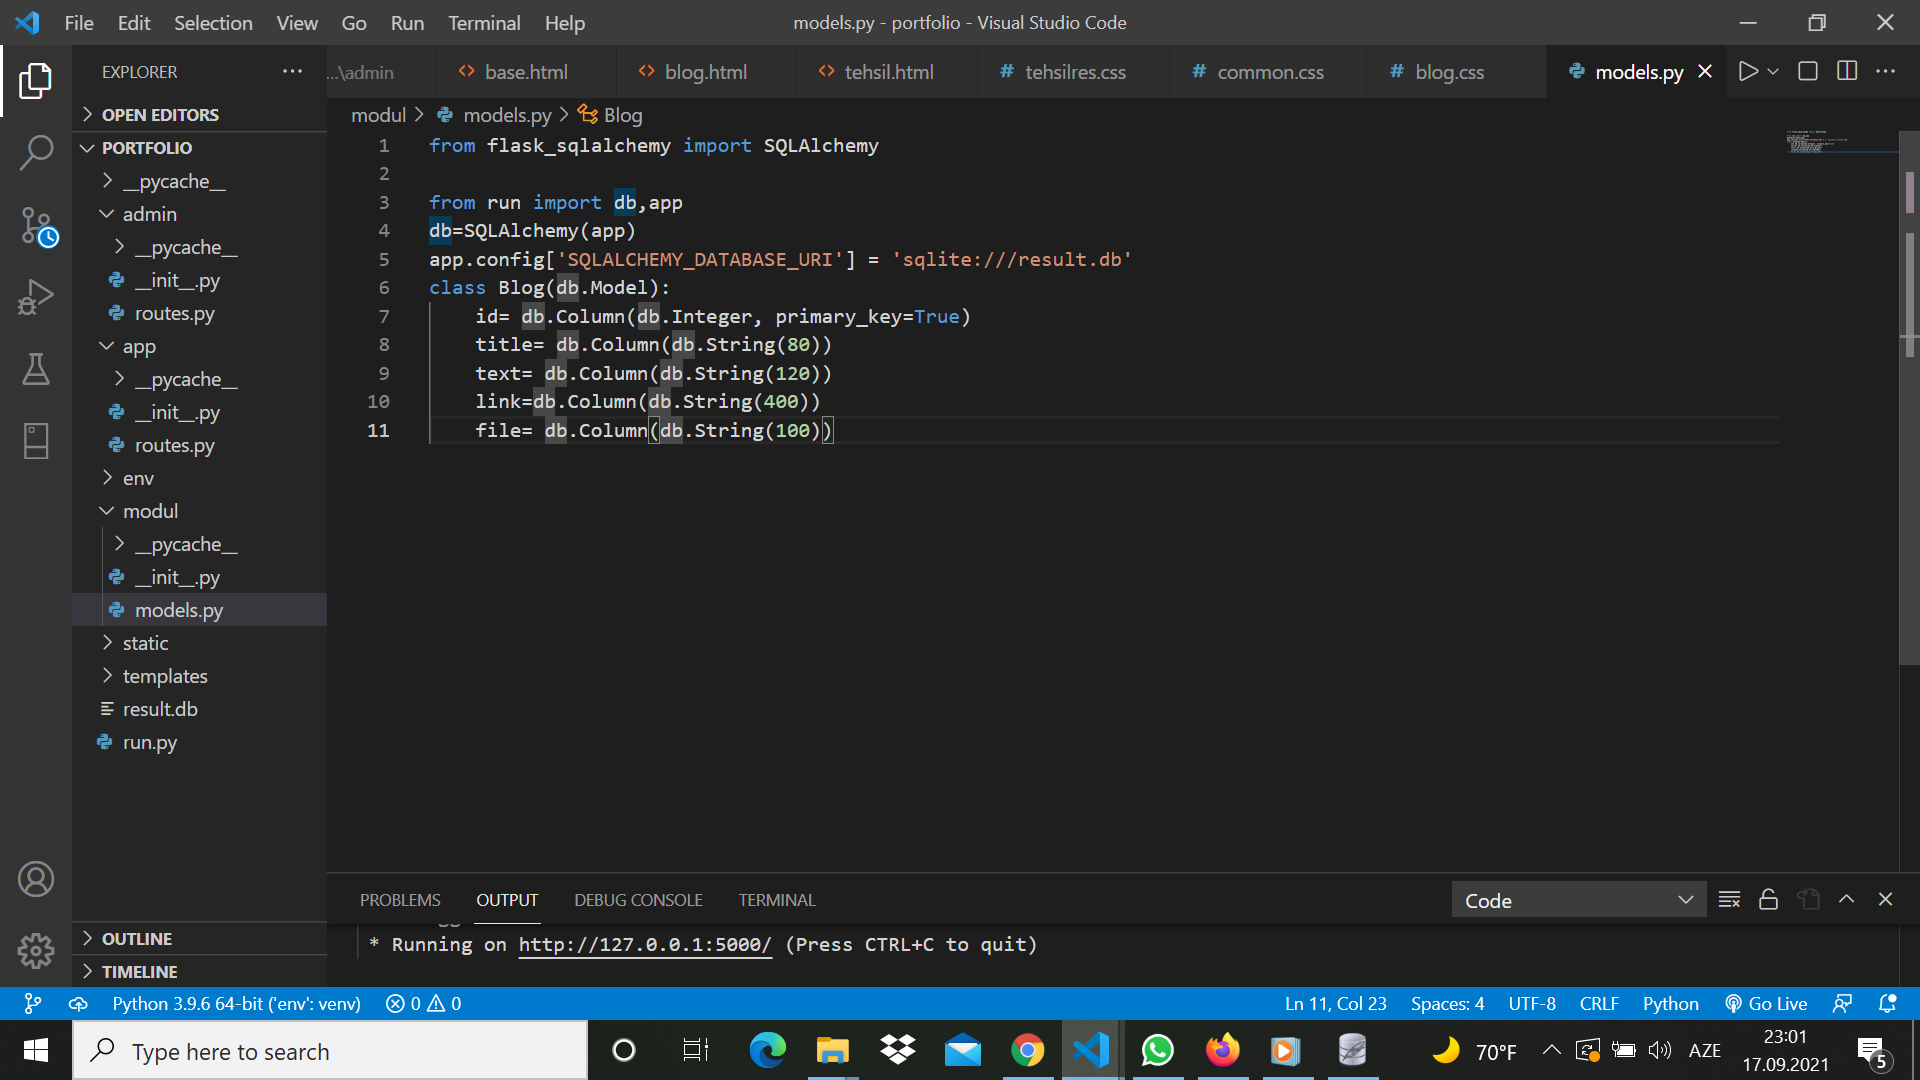 File Edit Selection View Go Run Terminal Help models.py - portfolio - Visual Studio Code
EXPLORER ...\admin base.html blog.html tehsil.html tehsilres.css common.css blog.css models.py
OPEN EDITORS
PORTFOLIO
__pycache__
admin
__pycache__
__init__.py
routes.py
app
__pycache__
__init__.py
routes.py
env
modul
__pycache__
__init__.py
models.py
static
templates
result.db
run.py
OUTLINE
TIMELINE
modul > models.py > Blog
1 from flask_sqlalchemy import SQLAlchemy
2
3 from run import db,app
4 db=SQLAlchemy(app)
5 app.config['SQLALCHEMY_DATABASE_URI'] = 'sqlite:///result.db'
6 class Blog(db.Model):
7 id= db.Column(db.Integer, primary_key=True)
8 title= db.Column(db.String(80))
9 text= db.Column(db.String(120))
10 link=db.Column(db.String(400))
11 file= db.Column(db.String(100))
PROBLEMS OUTPUT DEBUG CONSOLE TERMINAL Code
* Running on http://127.0.0.1:5000/ (Press CTRL+C to quit)
Python 3.9.6 64-bit ('env': venv) 0 0 Ln 11, Col 23 Spaces: 4 UTF-8 CRLF Python Go Live
Type here to search 70°F AZE 23:01
17.09.2021 5